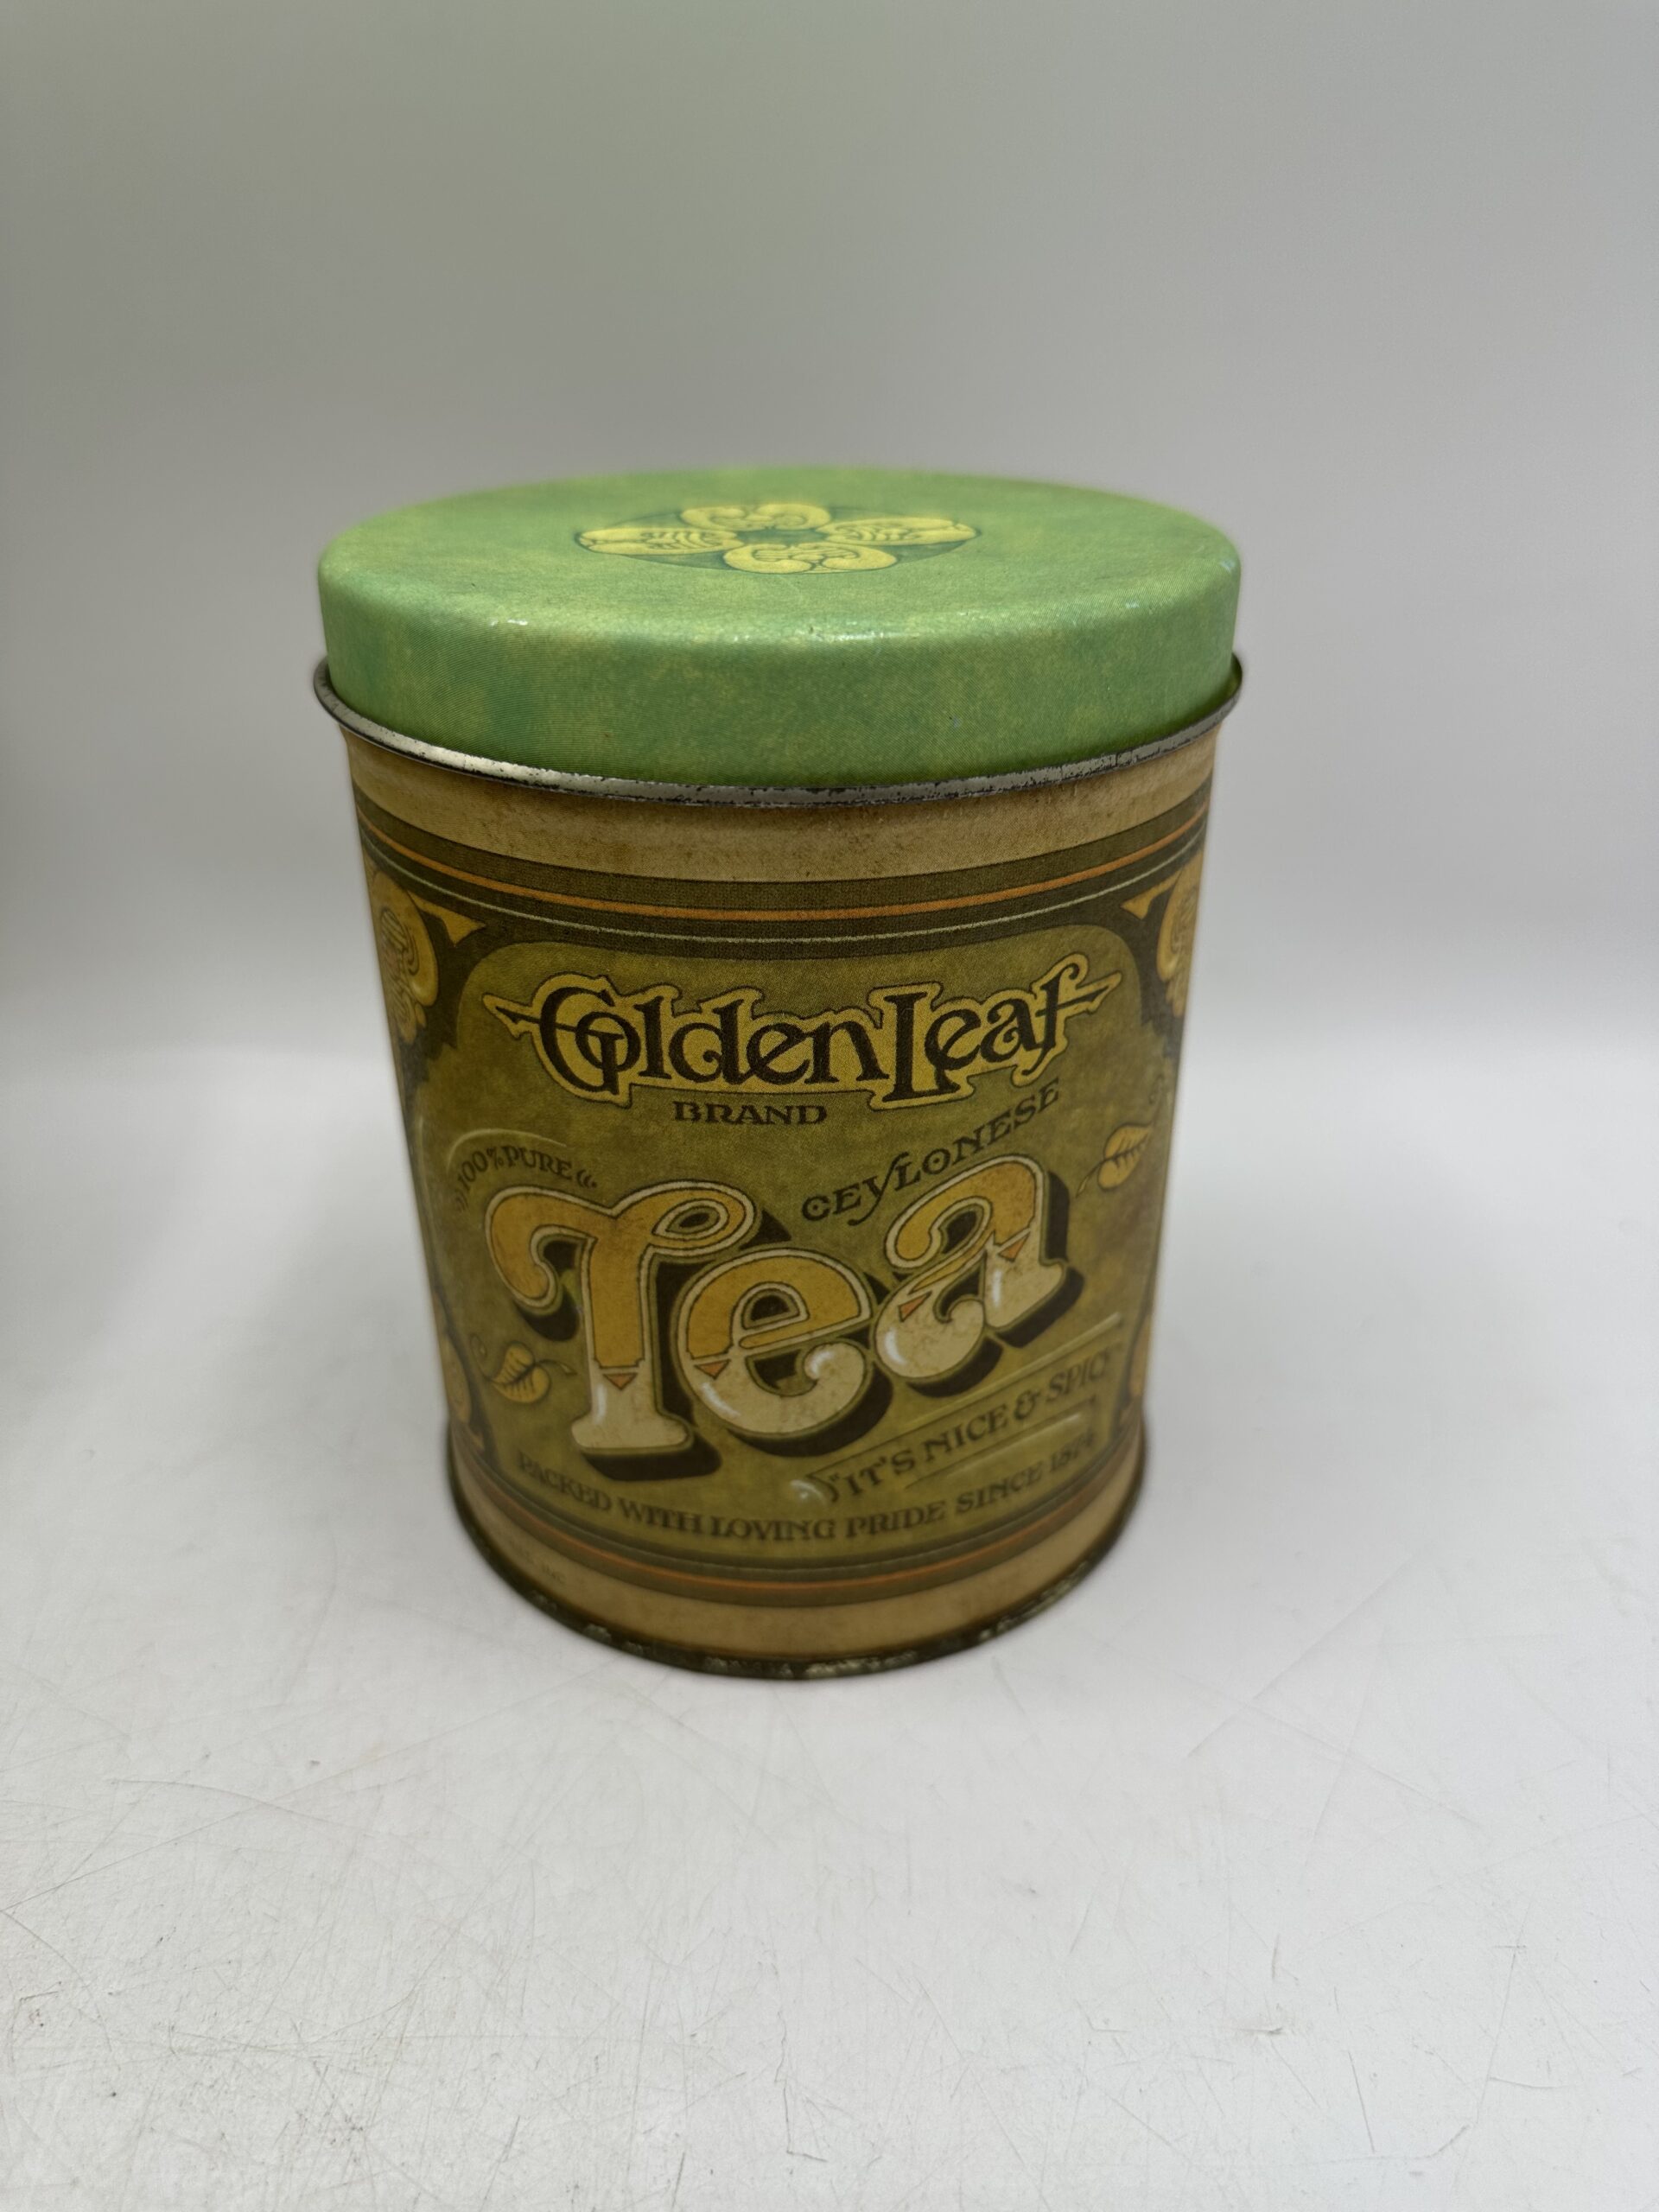 Golden Leaf
BRAND
100% PURE
CEYLONESE
Tea
"IT'S NICE & SPICY
PACKED WITH LOVING PRIDE SINCE